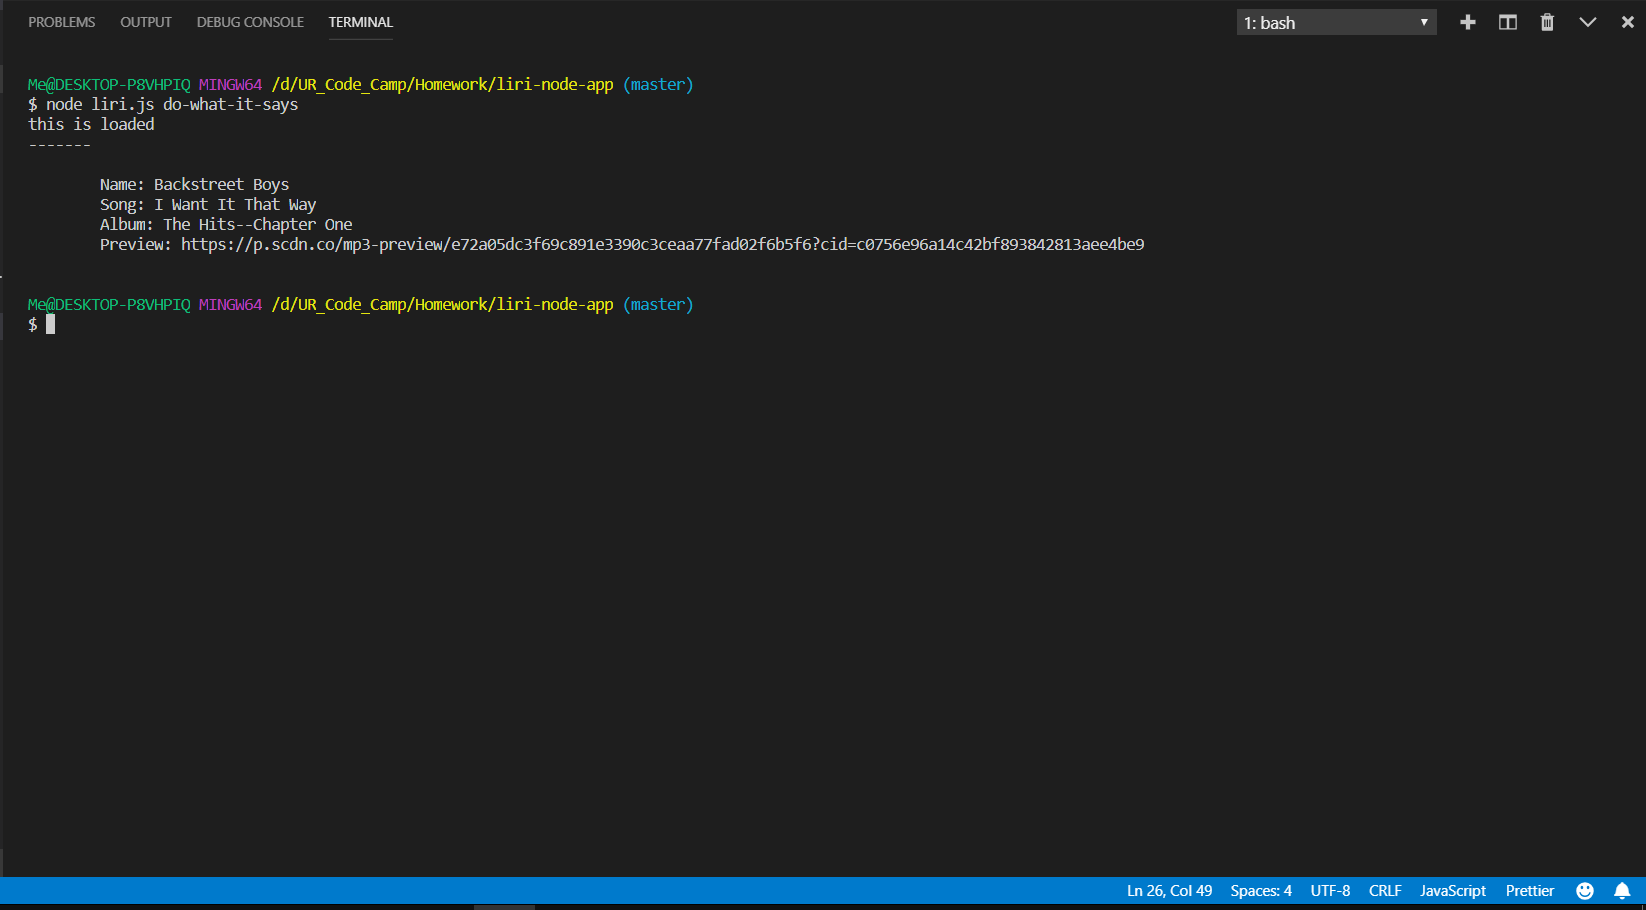 PROBLEMS OUTPUT DEBUG CONSOLE TERMINAL 1: bash
Me@DESKTOP-P8VHPIQ MINGW64 /d/UR_Code_Camp/Homework/liri-node-app (master)
$ node liri.js do-what-it-says
this is loaded
-------
Name: Backstreet Boys
Song: I Want It That Way
Album: The Hits--Chapter One
Preview: https://p.scdn.co/mp3-preview/e72a05dc3f69c891e3390c3ceaa77fad02f6b5f6?cid=c0756e96a14c42bf893842813aee4be9
Me@DESKTOP-P8VHPIQ MINGW64 /d/UR_Code_Camp/Homework/liri-node-app (master)
$
Ln 26, Col 49 Spaces: 4 UTF-8 CRLF JavaScript Prettier